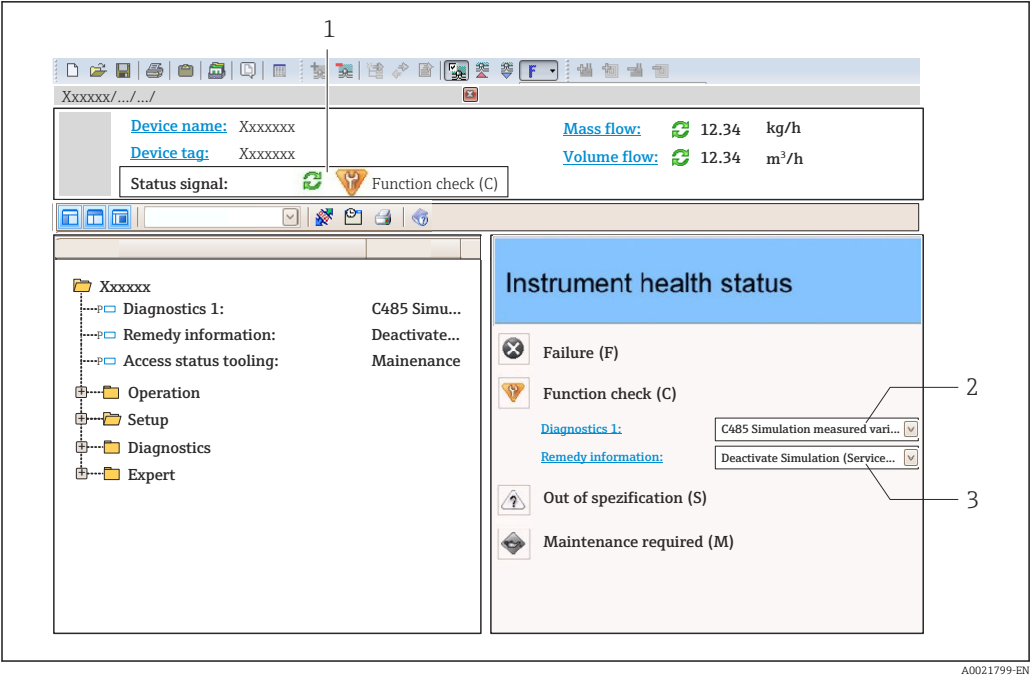 1
F
Xxxxxx/.../.../
Device name: Xxxxxxx
Mass flow: 12.34 kg/h
Device tag: Xxxxxxx
Volume flow: 12.34 m³/h
Status signal: Function check (C)
Xxxxxx
Diagnostics 1: C485 Simu...
Remedy information: Deactivate...
Access status tooling: Mainenance
Operation
Setup
Diagnostics
Expert
Instrument health status
Failure (F)
Function check (C)
2
Diagnostics 1: C485 Simulation measured vari...
Remedy information: Deactivate Simulation (Service...
Out of spezification (S)
3
Maintenance required (M)
A0021799-EN